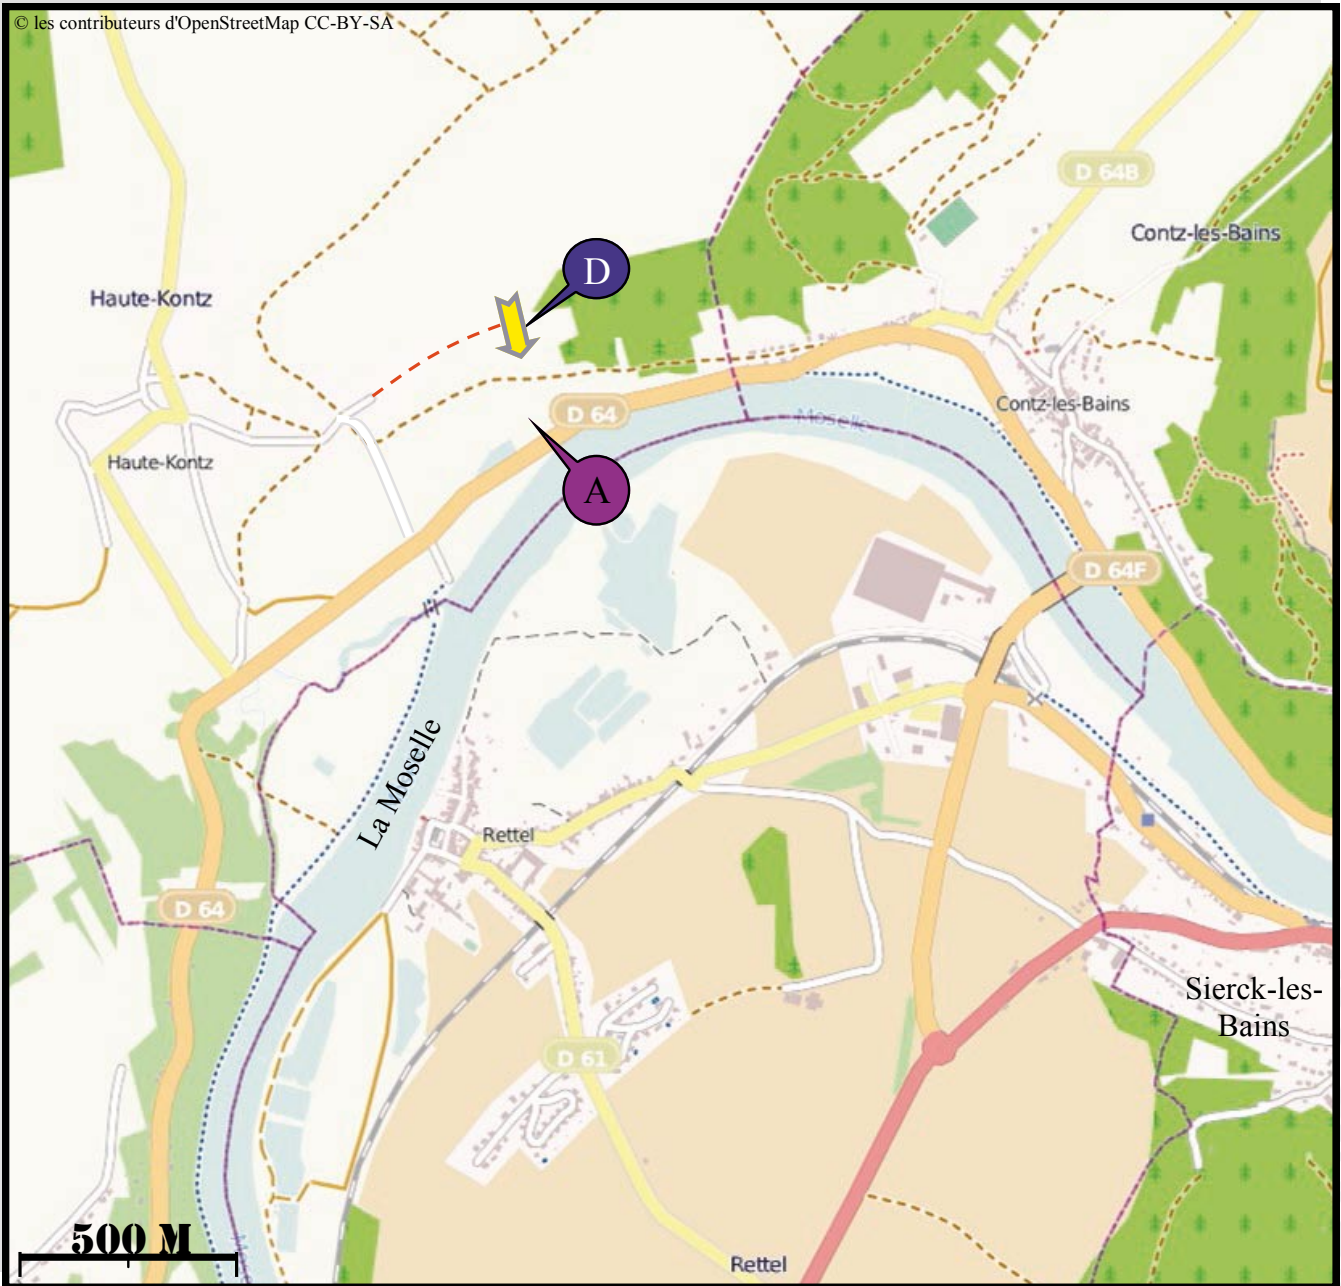 © les contributeurs d'OpenStreetMap CC-BY-SA
D 64B
Contz-les-Bains
D
Haute-Kontz
D 64
Moselle
Contz-les-Bains
Haute-Kontz
A
D 64F
La Moselle
Rettel
D 64
Sierck-les-
Bains
D 61
500 M
Rettel